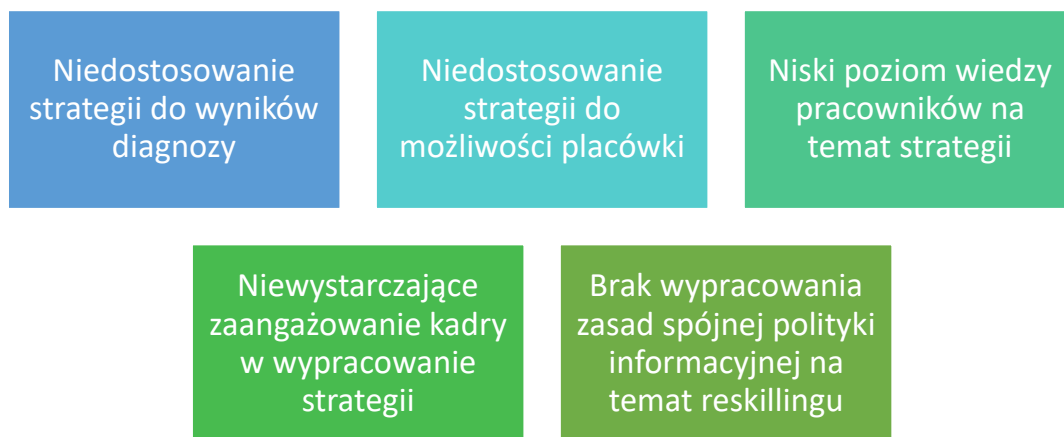 Niedostosowanie
strategii do wyników
diagnozy
Niedostosowanie
strategii do
możliwości placówki
Niski poziom wiedzy
pracowników na
temat strategii
Niewystarczające
zaangażowanie kadry
w wypracowanie
strategii
Brak wypracowania
zasad spójnej polityki
informacyjnej na
temat reskillingu